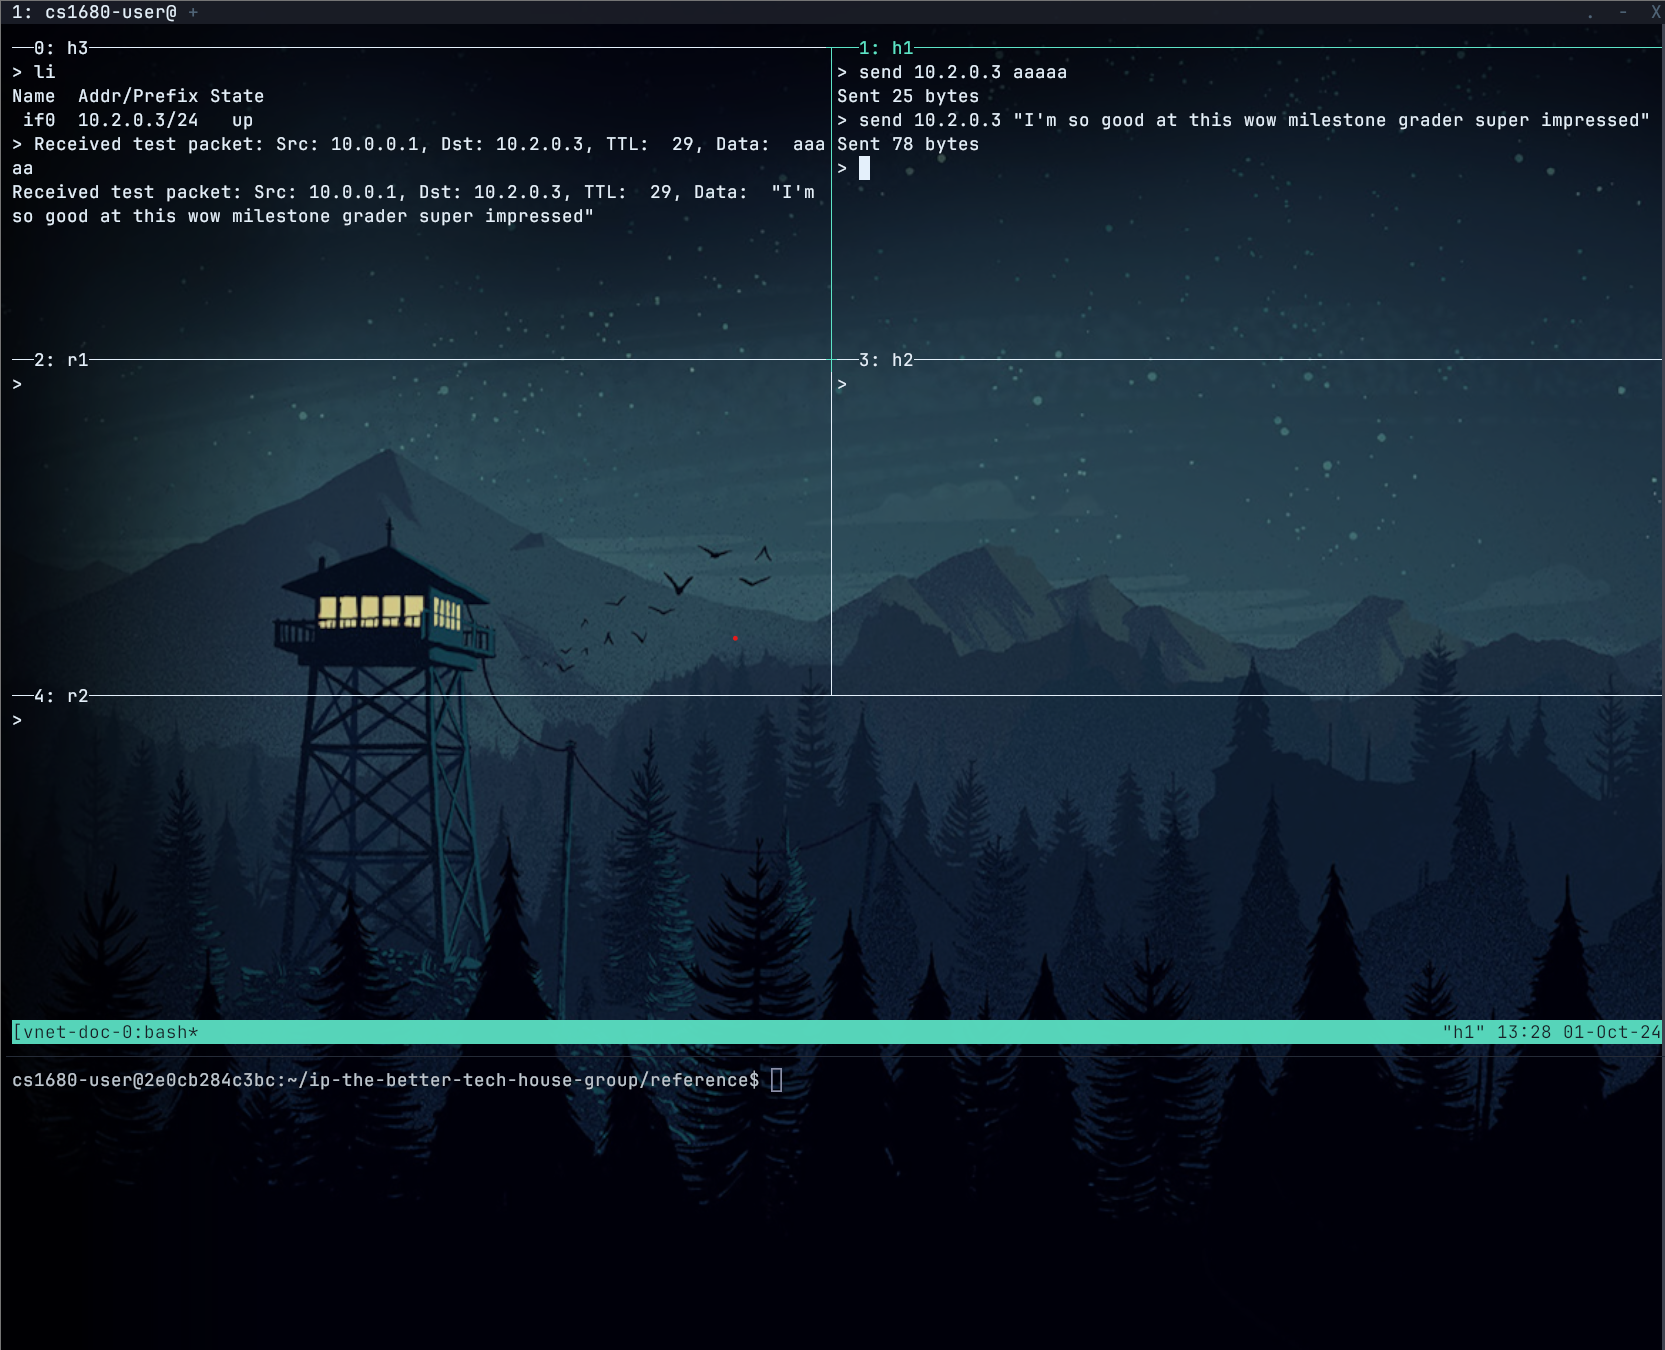 1: cs1680-user@ + . - X
0: h3
> li
Name  Addr/Prefix State
 if0  10.2.0.3/24   up
> Received test packet: Src: 10.0.0.1, Dst: 10.2.0.3, TTL:  29, Data:  aaa
aa
Received test packet: Src: 10.0.0.1, Dst: 10.2.0.3, TTL:  29, Data:  "I'm
so good at this wow milestone grader super impressed"
1: h1
> send 10.2.0.3 aaaaa
Sent 25 bytes
> send 10.2.0.3 "I'm so good at this wow milestone grader super impressed"
Sent 78 bytes
>
2: r1
>
3: h2
>
4: r2
>
[vnet-doc-0:bash* "h1" 13:28 01-Oct-24
cs1680-user@2e0cb284c3bc:~/ip-the-better-tech-house-group/reference$